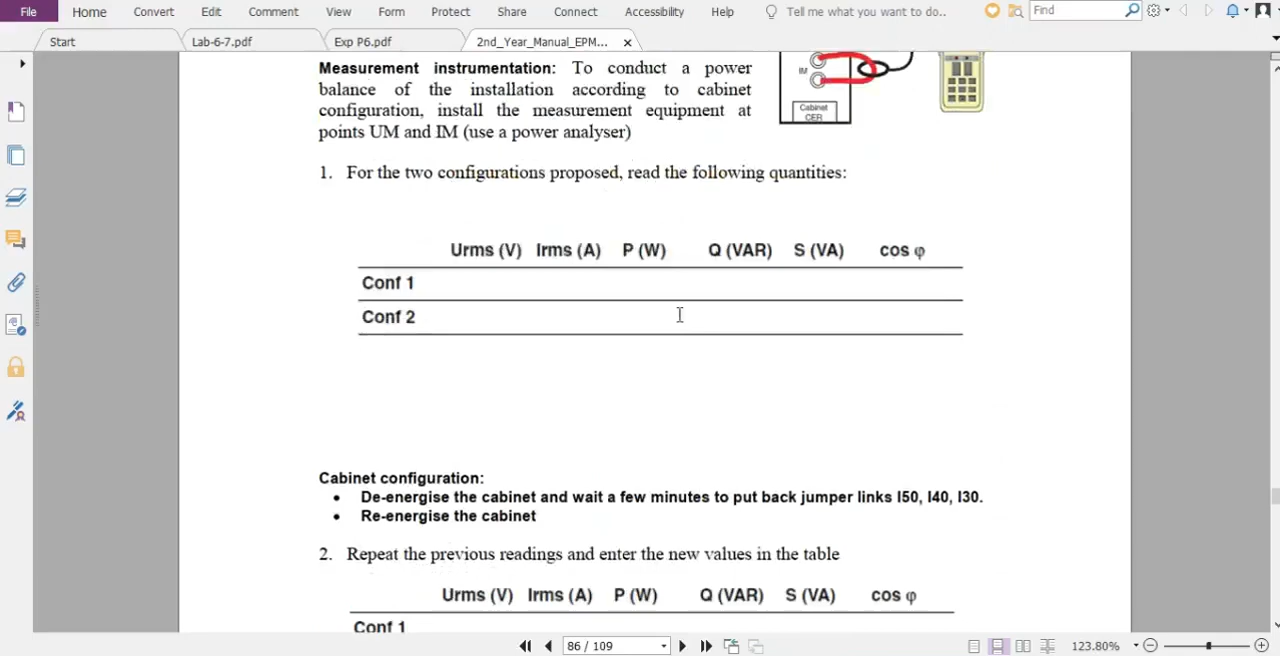 File Home Convert Edit Comment View Form Protect Share Connect Accessibility Help Tell me what you want to do.. Find
Start Lab-6-7.pdf Exp P6.pdf 2nd_Year_Manual_EPM... ×
Measurement instrumentation: To conduct a power
balance of the installation according to cabinet
configuration, install the measurement equipment at
points UM and IM (use a power analyser)
IM
Cabinet
CER
1. For the two configurations proposed, read the following quantities:
Urms (V) Irms (A) P (W) Q (VAR) S (VA) cos φ
Conf 1
Conf 2
Cabinet configuration:
• De-energise the cabinet and wait a few minutes to put back jumper links I50, I40, I30.
• Re-energise the cabinet
2. Repeat the previous readings and enter the new values in the table
Urms (V) Irms (A) P (W) Q (VAR) S (VA) cos φ
Conf 1
86 / 109 123.80%